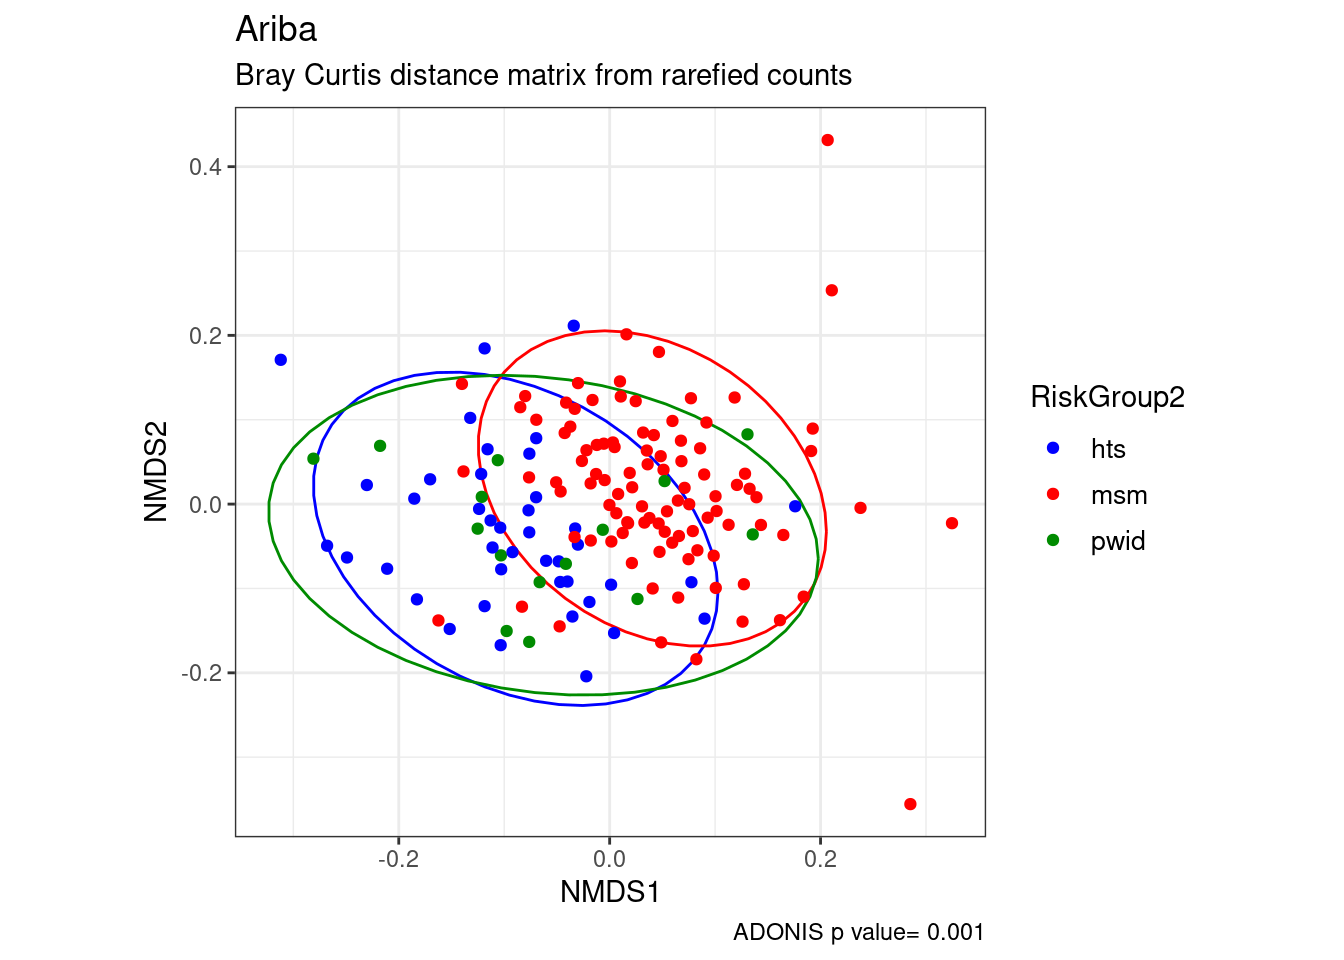 Ariba
Bray Curtis distance matrix from rarefied counts
0.4
0.2
0.0
-0.2
NMDS2
-0.2 0.0 0.2
NMDS1
RiskGroup2
hts
msm
pwid
ADONIS p value= 0.001